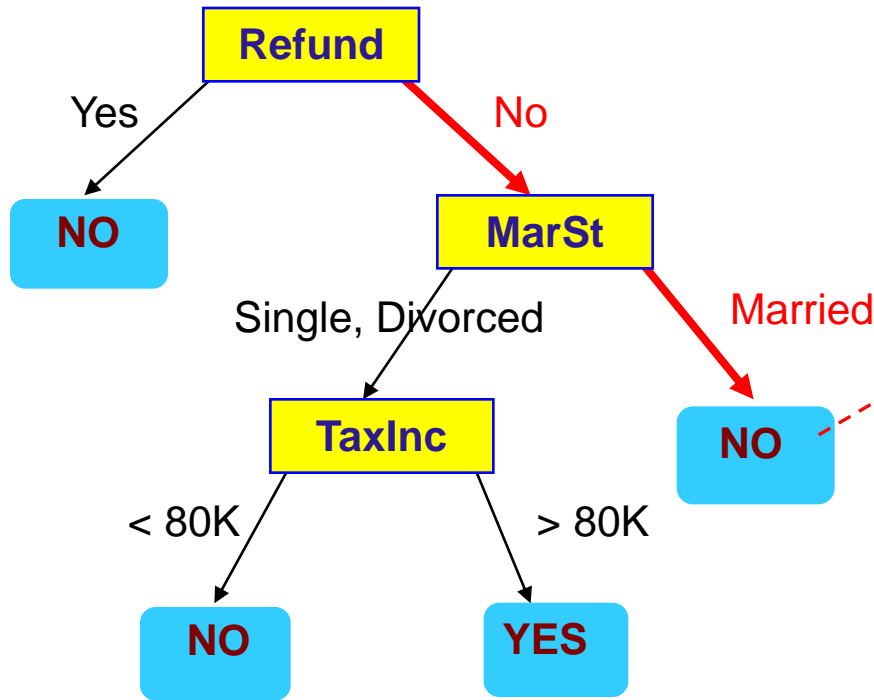 Refund
Yes
No
NO
MarSt
Single, Divorced
Married
TaxInc
NO
< 80K
> 80K
NO
YES